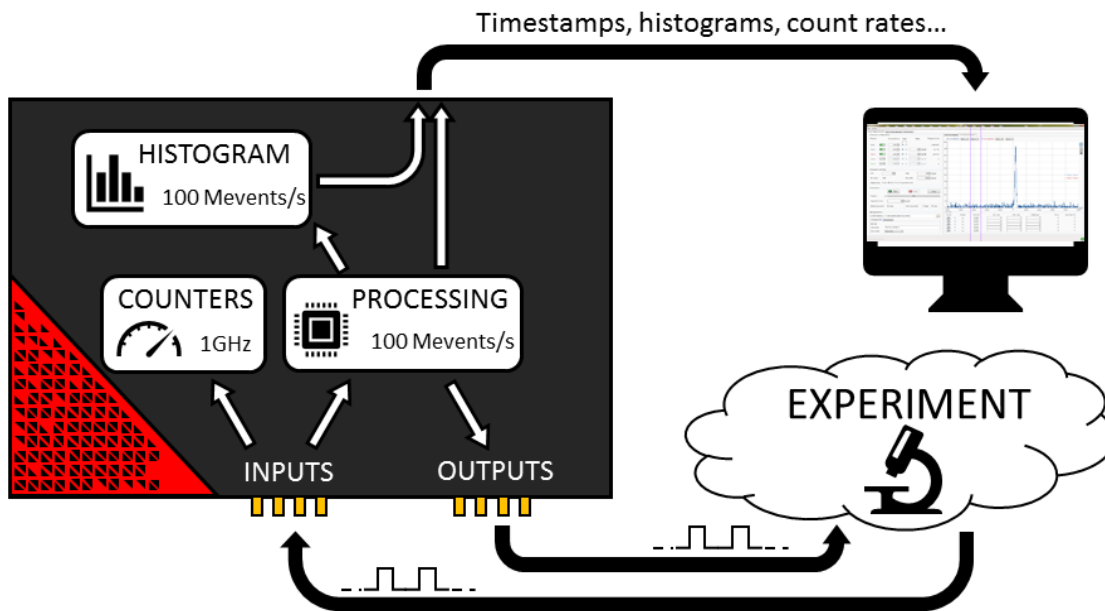 Timestamps, histograms, count rates...
HISTOGRAM
100 Mevents/s
COUNTERS
1GHz
PROCESSING
100 Mevents/s
INPUTS
OUTPUTS
EXPERIMENT